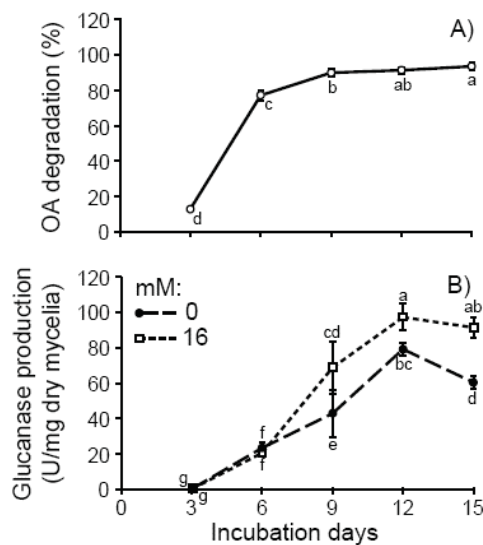 OA degradation (%)
120
100
80
60
40
20
0
A)
d
c
b
ab
a
Glucanase production
(U/mg dry mycelia)
120
100
80
60
40
20
0
B)
mM:
0
16
g
g
f
f
cd
e
a
bc
ab
d
0 3 6 9 12 15
Incubation days